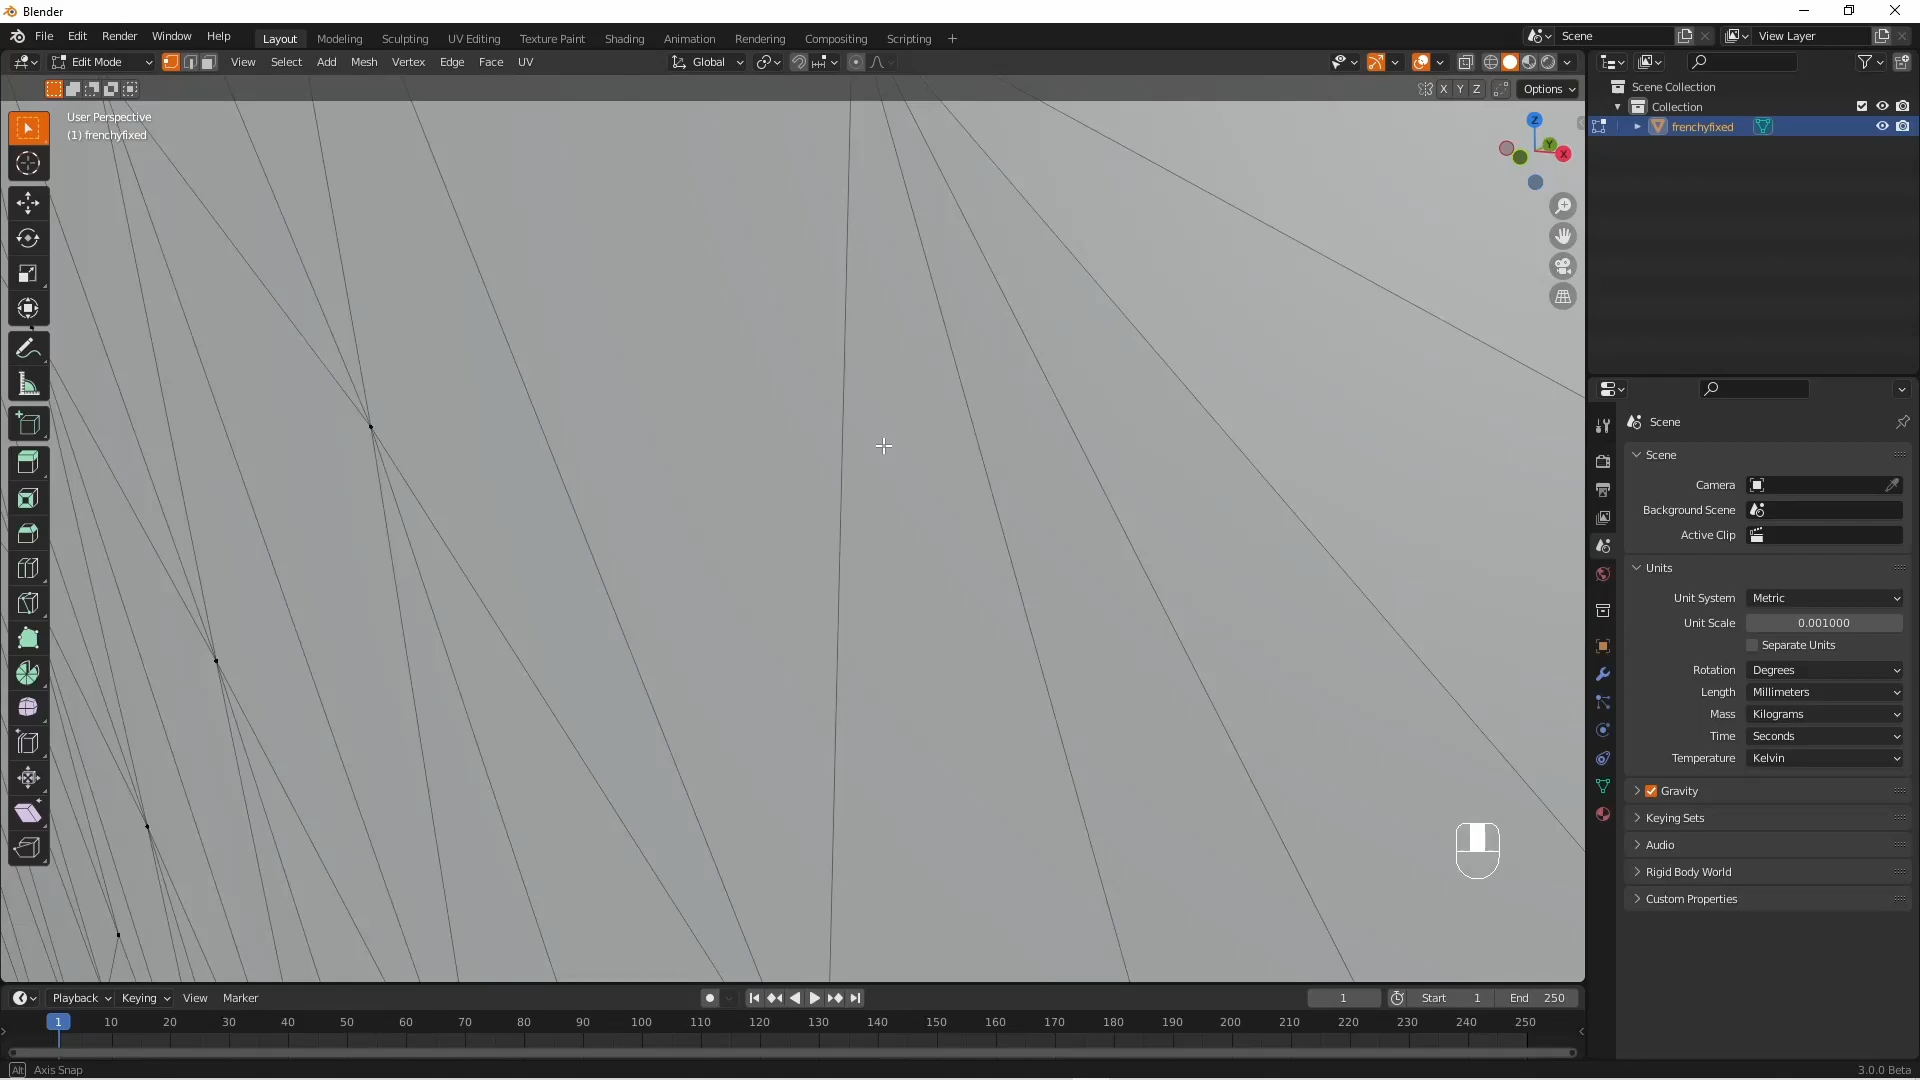 Blender
File Edit Render Window Help
Layout Modeling Sculpting UV Editing Texture Paint Shading Animation Rendering Compositing Scripting
Scene
View Layer
Edit Mode
View Select Add Mesh Vertex Edge Face UV
Global
X Y Z
Options
User Perspective
(1) frenchyfixed
Z
Y
X
Scene Collection
Collection
frenchyfixed
Scene
Scene
Camera
Background Scene
Active Clip
Units
Unit System Metric
Unit Scale 0.001000
Separate Units
Rotation Degrees
Length Millimeters
Mass Kilograms
Time Seconds
Temperature Kelvin
Gravity
Keying Sets
Audio
Rigid Body World
Custom Properties
Playback Keying View Marker
1
Start 1
End 250
1 10 20 30 40 50 60 70 80 90 100 110 120 130 140 150 160 170 180 190 200 210 220 230 240 250
Alt Axis Snap
3.0.0 Beta